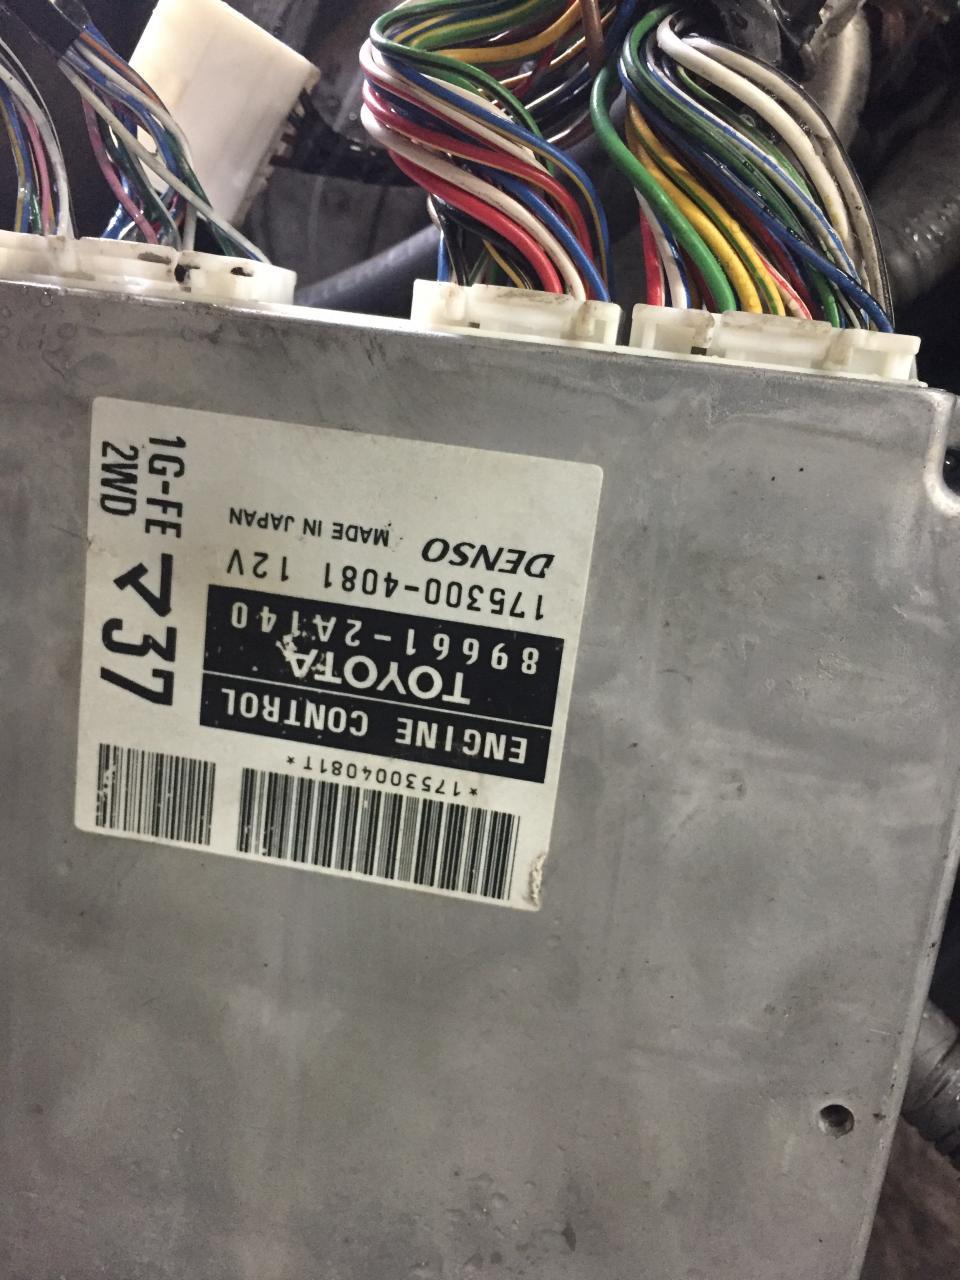 *1753004081T*
ENGINE CONTROL
TOYOTA
89661-2A140
175300-4081 12V
DENSO MADE IN JAPAN
1G-FE
2WD
マ37